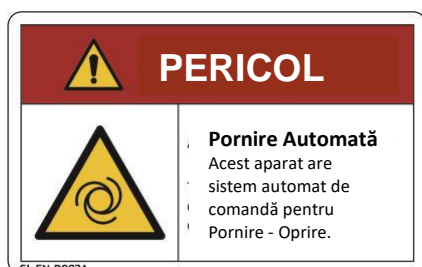 PERICOL
Pornire Automată
Acest aparat are
sistem automat de
comandă pentru
Pornire - Oprire.